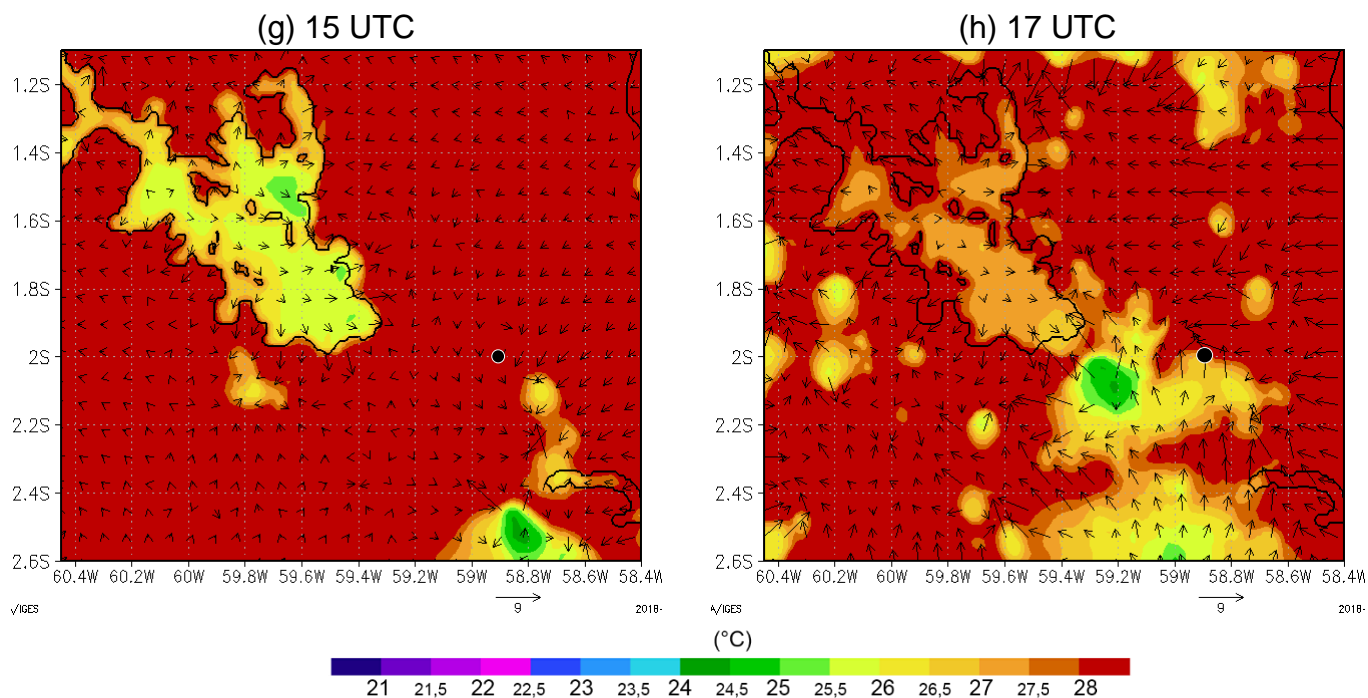 (g) 15 UTC
(h) 17 UTC
1.2S
1.4S
1.6S
1.8S
2S
2.2S
2.4S
2.6S
60.4W 60.2W 60W 59.8W 59.6W 59.4W 59.2W 59W 58.8W 58.6W 58.4W
1.2S
1.4S
1.6S
1.8S
2S
2.2S
2.4S
2.6S
60.4W 60.2W 60W 59.8W 59.6W 59.4W 59.2W 59W 58.8W 58.6W 58.4W
/IGES
9
2018-
/IGES
9
2018-
(°C)
21 21,5 22 22,5 23 23,5 24 24,5 25 25,5 26 26,5 27 27,5 28